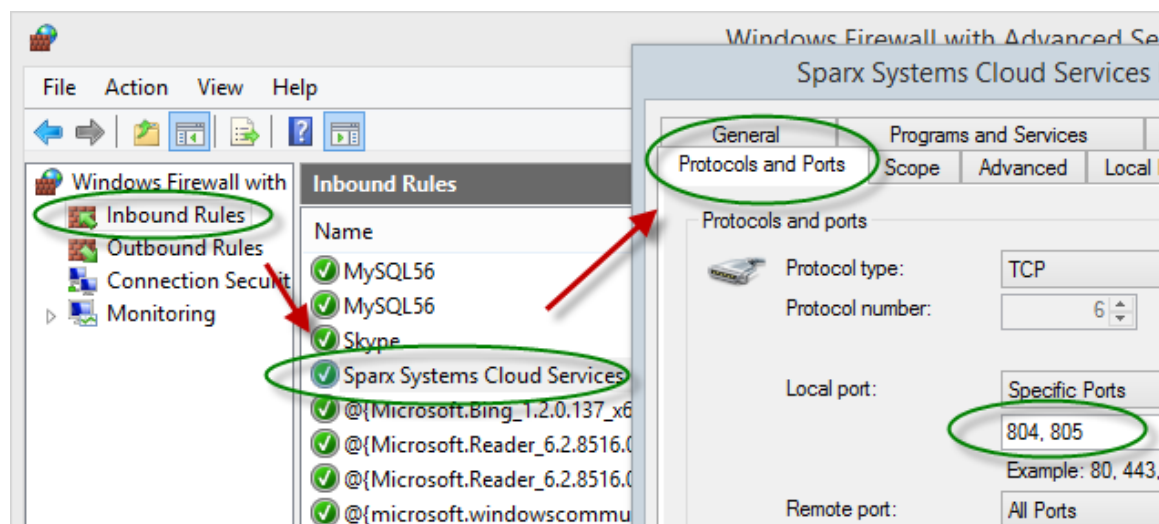 Windows Firewall with Advanced Se
File Action View Help
Windows Firewall with
Inbound Rules
Outbound Rules
Connection Securit
Monitoring
Inbound Rules
Name
MySQL56
MySQL56
Skype
Sparx Systems Cloud Services
@{Microsoft.Bing_1.2.0.137_x6
@{Microsoft.Reader_6.2.8516.0
@{Microsoft.Reader_6.2.8516.0
@{microsoft.windowscommu
Sparx Systems Cloud Services
General Programs and Services
Protocols and Ports Scope Advanced Local
Protocols and ports
Protocol type: TCP
Protocol number: 6
Local port: Specific Ports
804, 805
Example: 80, 443,
Remote port: All Ports